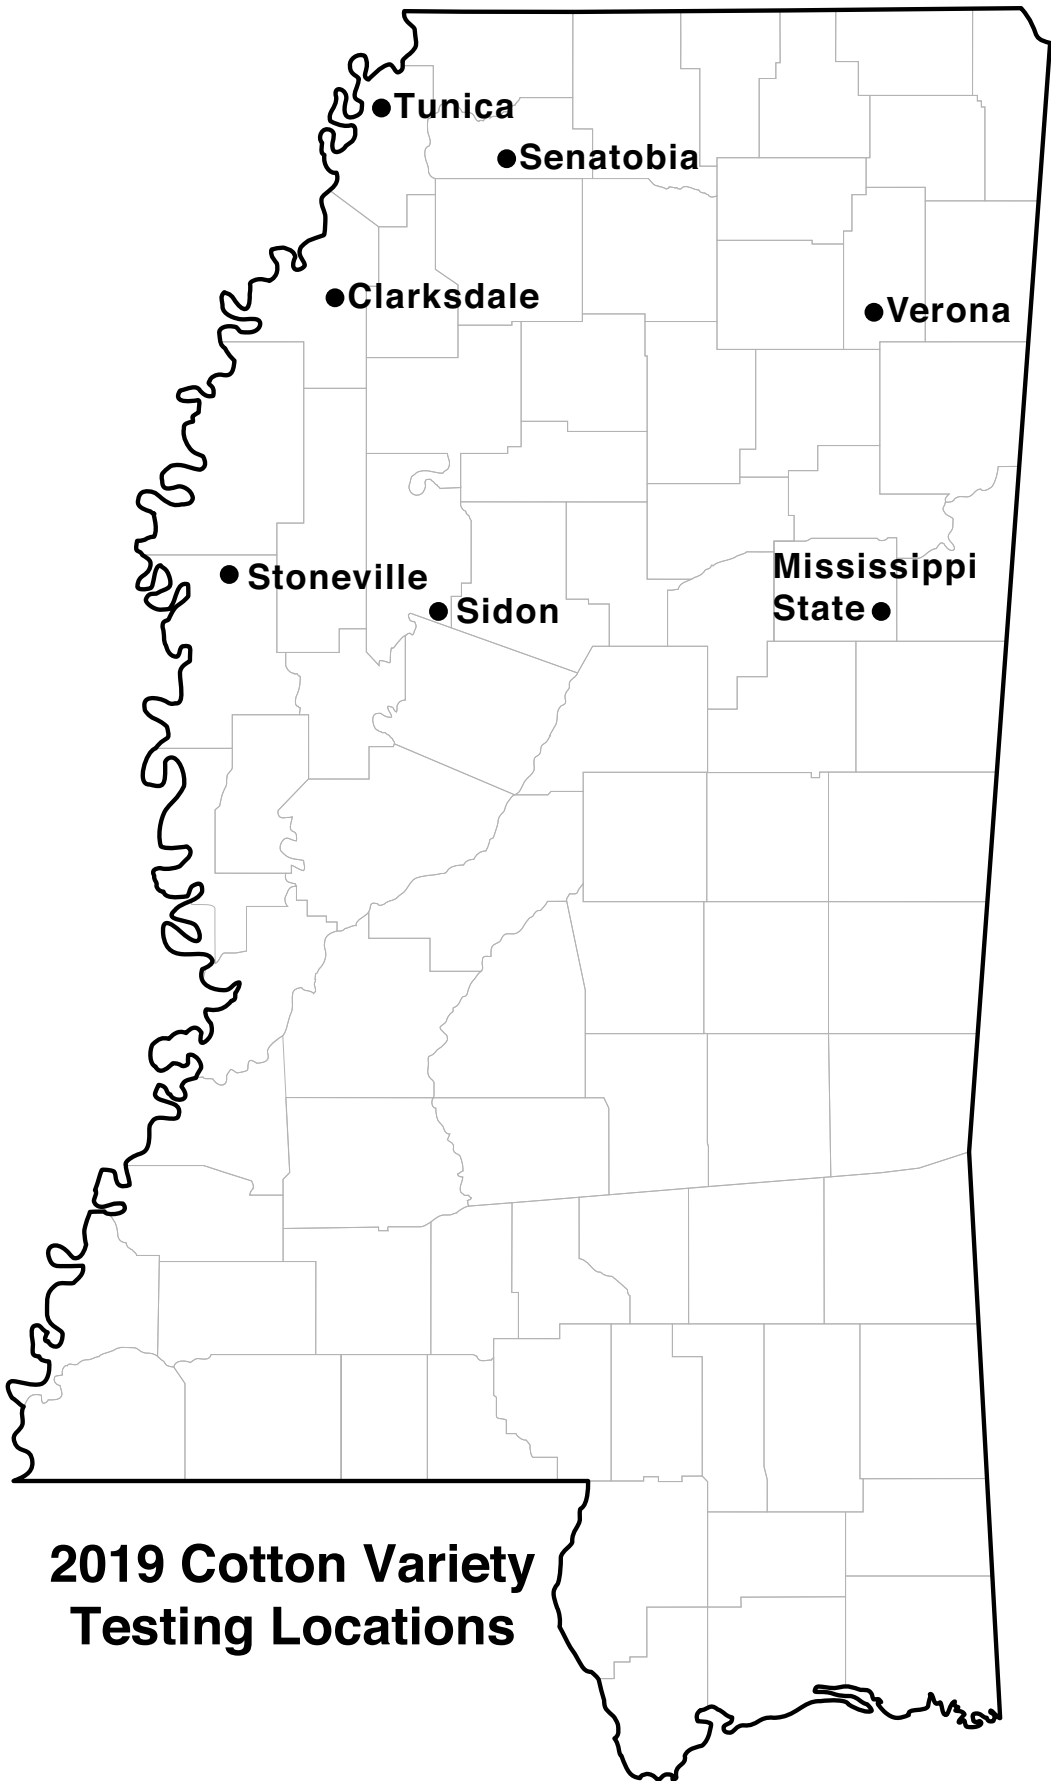 Tunica
Senatobia
Clarksdale
Verona
Stoneville
Sidon
Mississippi
State
2019 Cotton Variety
Testing Locations